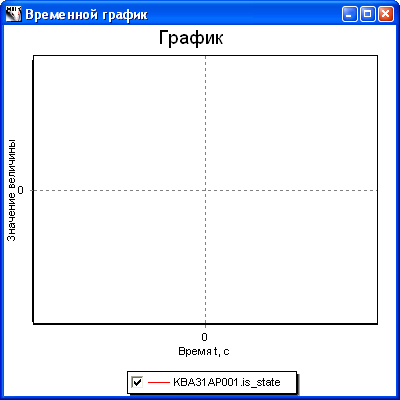 Временной график
График
Значение величины
0
0
Время t, с
KBA31AP001.is_state